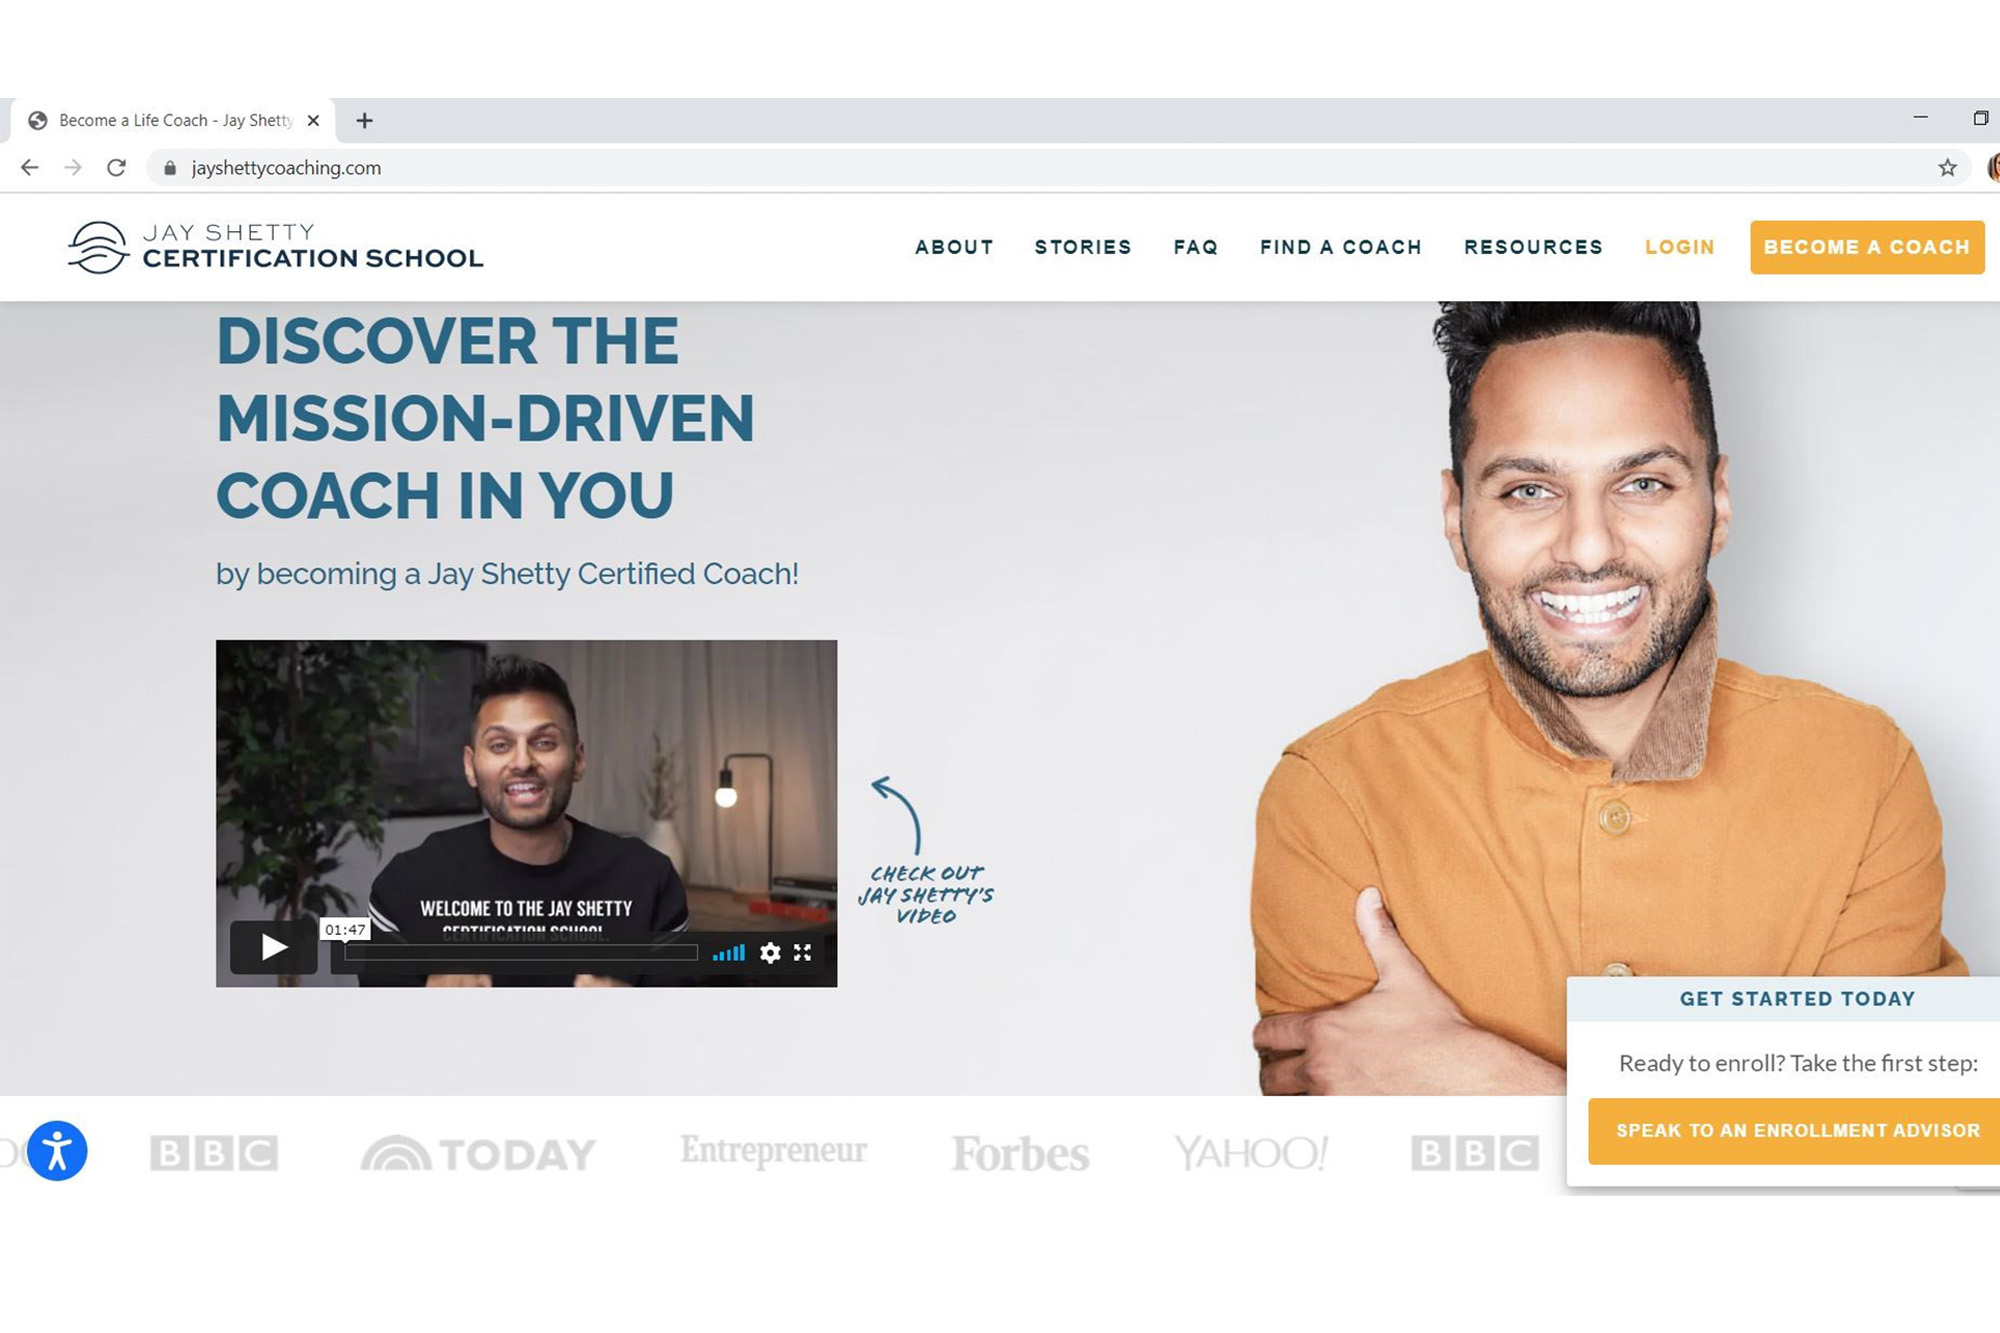 Become a Life Coach - Jay Shetty
jayshettycoaching.com
JAY SHETTY
CERTIFICATION SCHOOL
ABOUT STORIES FAQ FIND A COACH RESOURCES LOGIN BECOME A COACH
DISCOVER THE
MISSION-DRIVEN
COACH IN YOU
by becoming a Jay Shetty Certified Coach!
WELCOME TO THE JAY SHETTY
CERTIFICATION SCHOOL.
01:47
CHECK OUT
JAY SHETTY'S
VIDEO
GET STARTED TODAY
Ready to enroll? Take the first step:
SPEAK TO AN ENROLLMENT ADVISOR
BBC TODAY Entrepreneur Forbes YAHOO! BBC